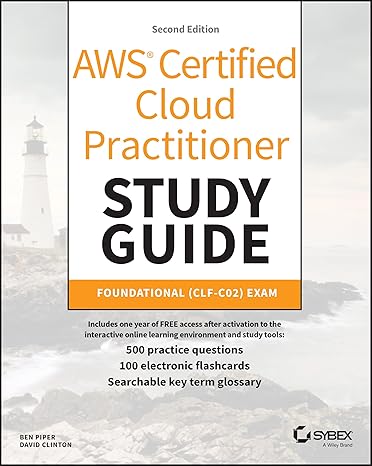 Second Edition
AWS® Certified
Cloud
Practitioner
STUDY
GUIDE
FOUNDATIONAL (CLF-C02) EXAM
Includes one year of FREE access after activation to the
interactive online learning environment and study tools:
500 practice questions
100 electronic flashcards
Searchable key term glossary
BEN PIPER
DAVID CLINTON
SYBEX
A Wiley Brand